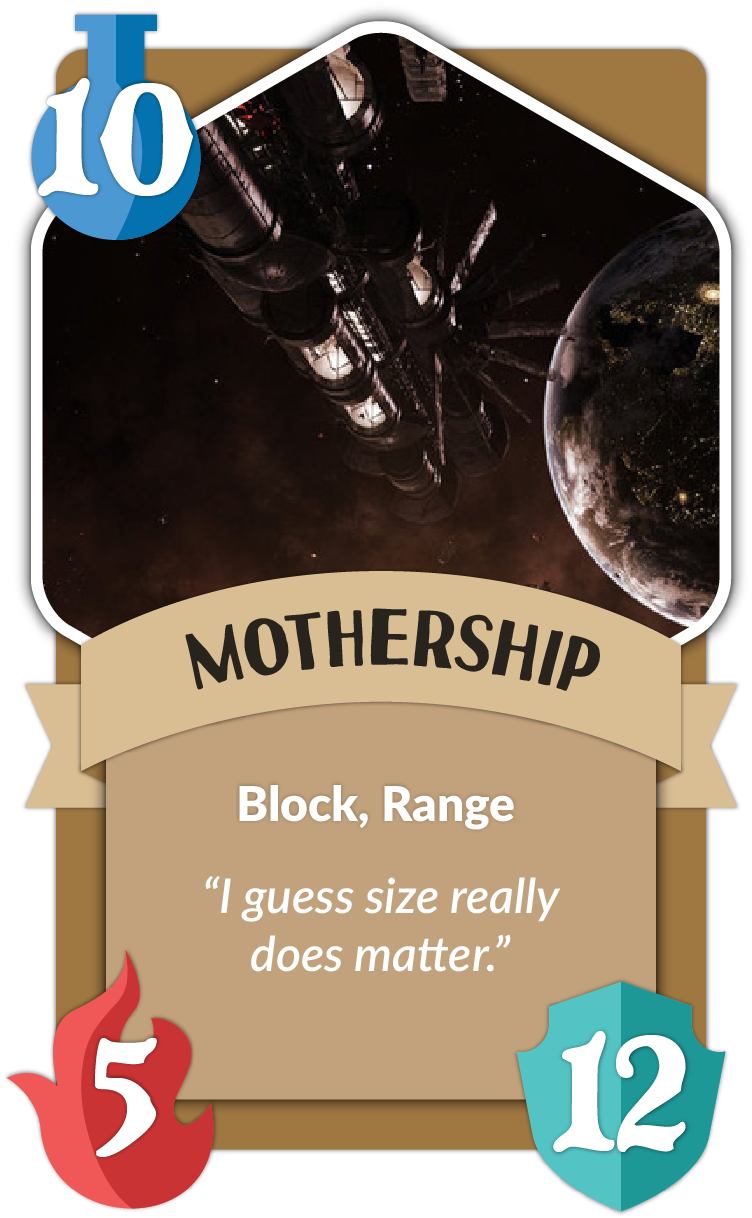 10
MOTHERSHIP
Block, Range
“I guess size really
does matter.”
5
12